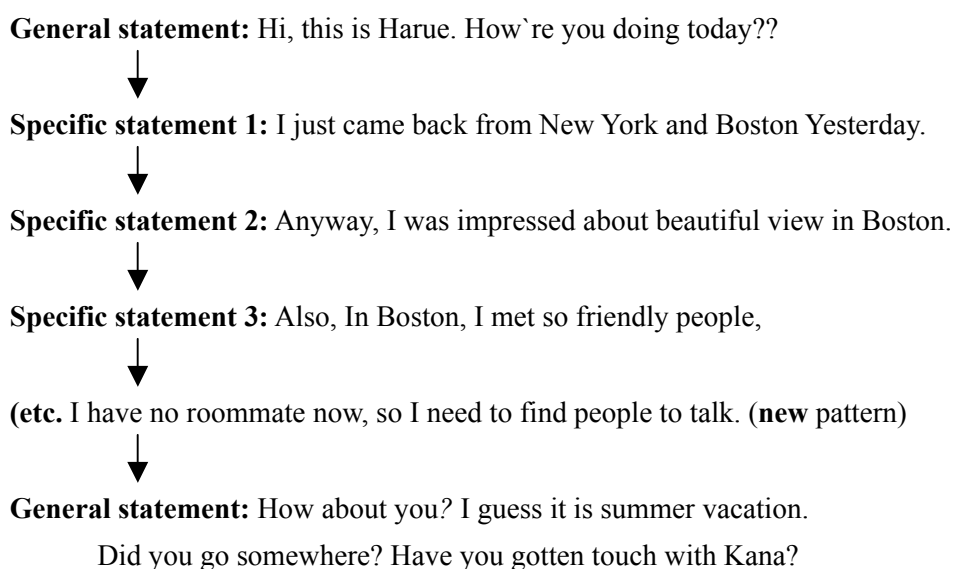 General statement: Hi, this is Harue. How`re you doing today??
Specific statement 1: I just came back from New York and Boston Yesterday.
Specific statement 2: Anyway, I was impressed about beautiful view in Boston.
Specific statement 3: Also, In Boston, I met so friendly people,
(etc. I have no roommate now, so I need to find people to talk. (new pattern)
General statement: How about you? I guess it is summer vacation.
Did you go somewhere? Have you gotten touch with Kana?